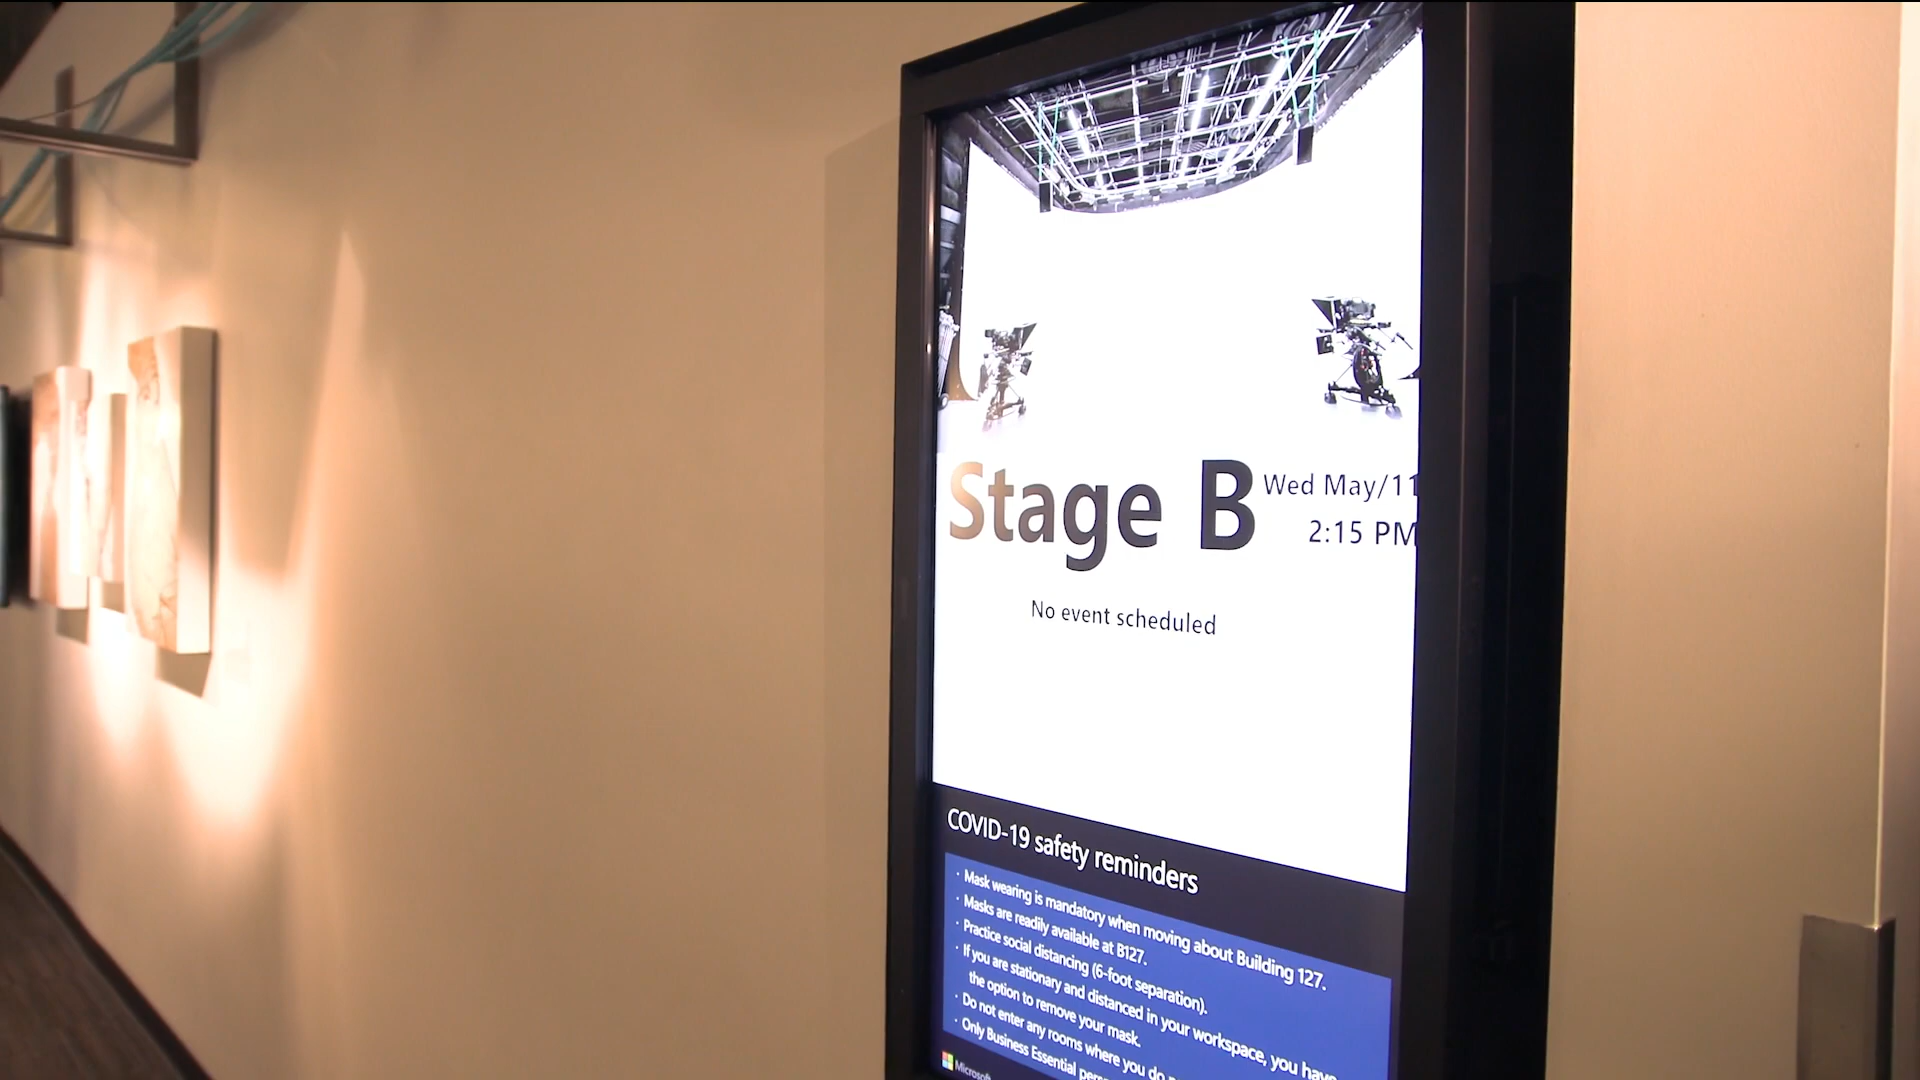 Stage B
Wed May/11
2:15 PM
No event scheduled
COVID-19 safety reminders
· Mask wearing is mandatory when moving about Building 127.
· Masks are readily available at B127.
· Practice social distancing (6-foot separation).
· If you are stationary and distanced in your workspace, you have
the option to remove your mask.
· Do not enter any rooms where you do
· Only Business Essential
Microsoft